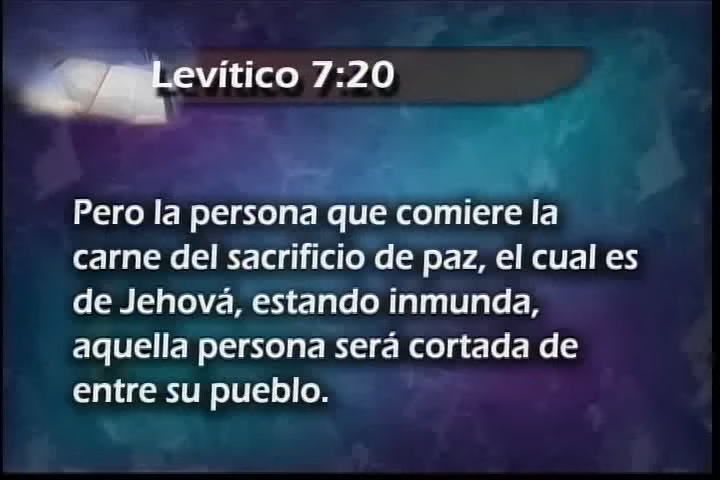 Levítico 7:20
Pero la persona que comiere la
carne del sacrificio de paz, el cual es
de Jehová, estando inmunda,
aquella persona será cortada de
entre su pueblo.